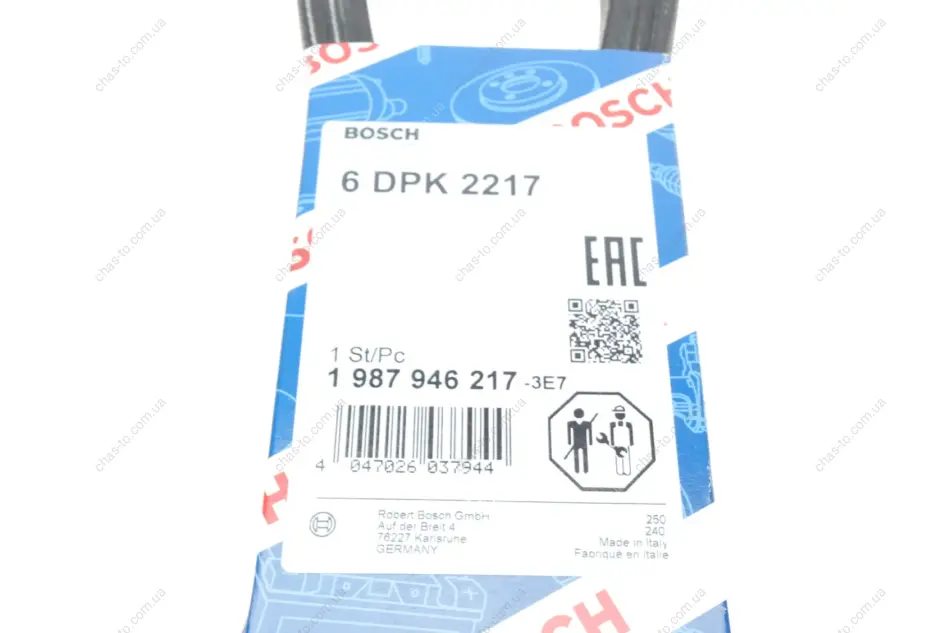 BOSCH
BOSCH
BOSCH
6 DPK 2217
EAC
1 St/Pc
1 987 946 217 -3E7
4 047026 037944
Robert Bosch GmbH
Auf der Breit 4
76227 Karlsruhe
GERMANY
250
240
Made in Italy
Fabriqué en Italie
BOSCH
chas-to.com.ua